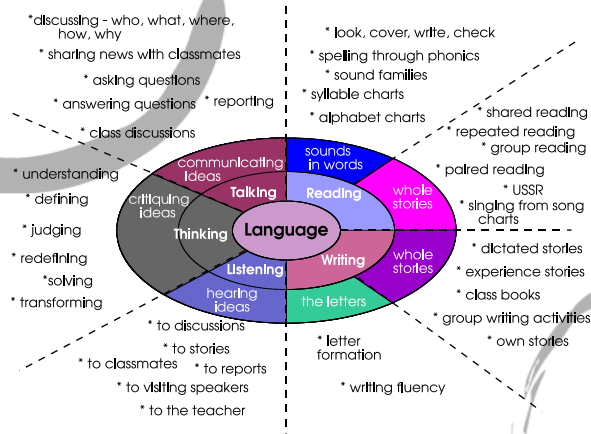 *discussing - who, what, where,
how, why
* sharing news with classmates
* asking questions
* answering questions
* reporting
* class discussions
* look, cover, write, check
* spelling through phonics
* sound families
* syllable charts
* alphabet charts
* shared reading
* repeated reading
* group reading
* paired reading
* USSR
* singing from song
charts
* understanding
* defining
* judging
* redefining
*solving
* transforming
communicating
ideas
Talking
sounds
in words
Reading
whole
stories
critiquing
ideas
Thinking
Language
Listening
hearing
ideas
Writing
the letters
whole
stories
* dictated stories
* experience stories
* class books
* group writing activities
* own stories
* to discussions
* to stories
* to classmates
* to reports
* to visiting speakers
* to the teacher
* letter
formation
* writing fluency